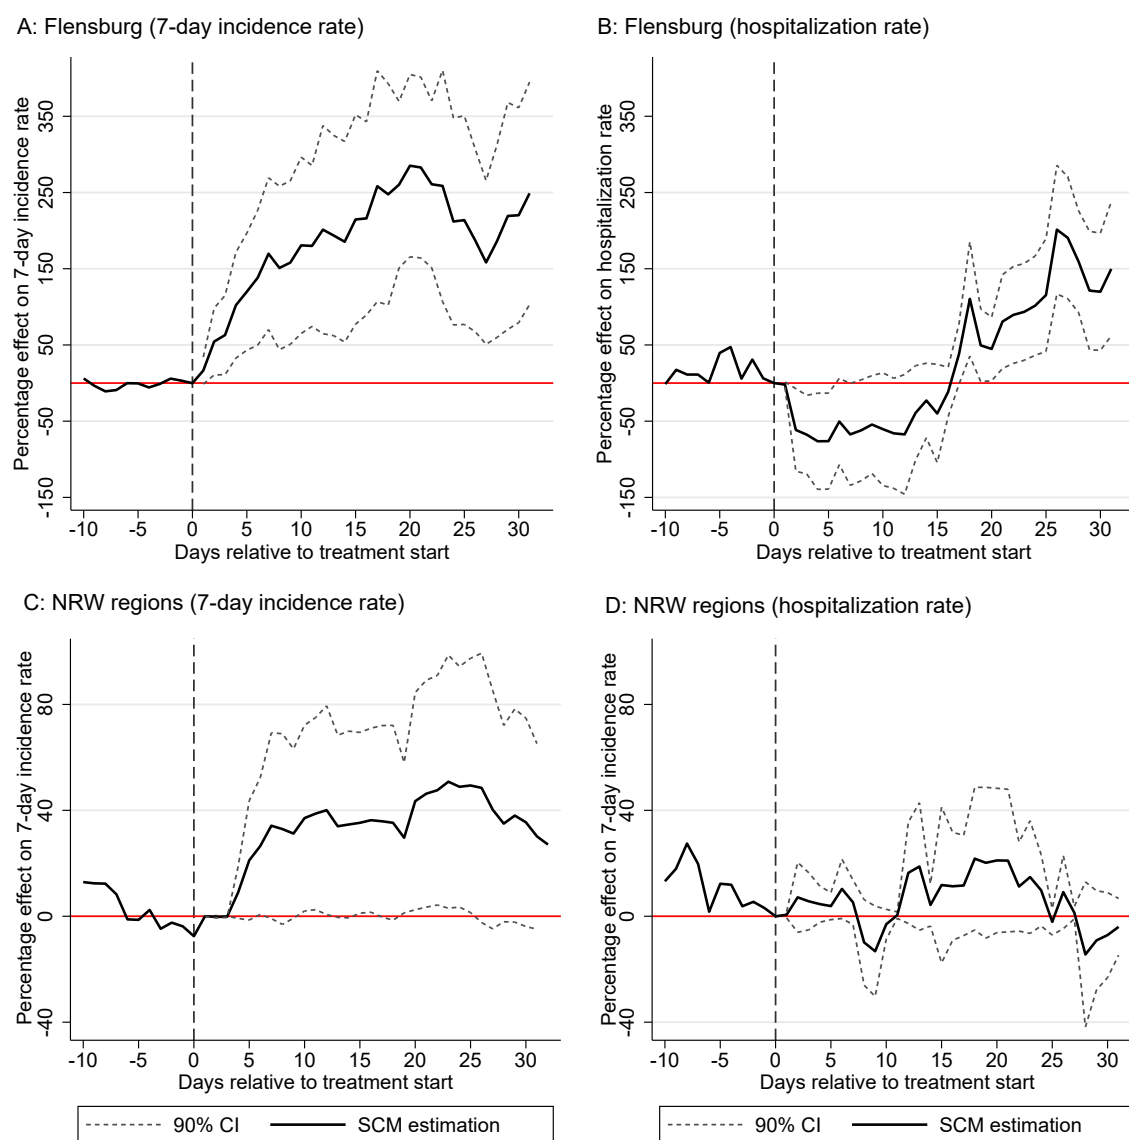 A: Flensburg (7-day incidence rate)
Percentage effect on 7-day incidence rate
350
250
150
50
-50
-150
-10 -5 0 5 10 15 20 25 30
Days relative to treatment start
B: Flensburg (hospitalization rate)
Percentage effect on hospitalization rate
350
250
150
50
-50
-150
-10 -5 0 5 10 15 20 25 30
Days relative to treatment start
C: NRW regions (7-day incidence rate)
Percentage effect on 7-day incidence rate
80
40
0
-40
-10 -5 0 5 10 15 20 25 30
Days relative to treatment start
90% CI SCM estimation
D: NRW regions (hospitalization rate)
Percentage effect on 7-day incidence rate
80
40
0
-40
-10 -5 0 5 10 15 20 25 30
Days relative to treatment start
90% CI SCM estimation